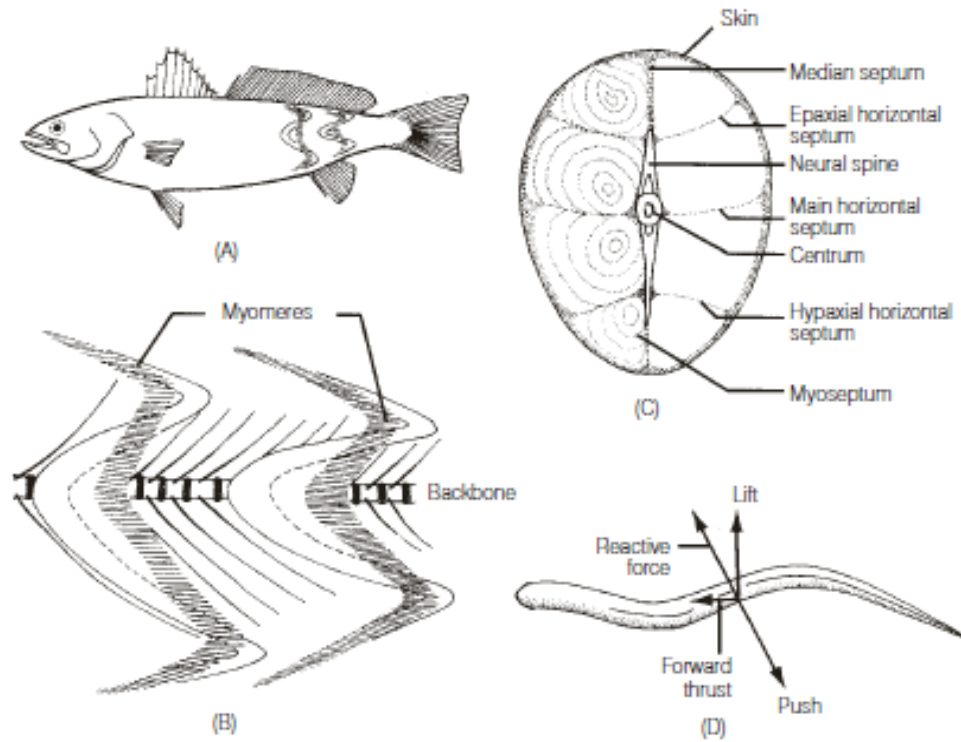 Skin
Median septum
Epaxial horizontal
septum
Neural spine
Main horizontal
septum
Centrum
Hypaxial horizontal
septum
Myoseptum
(A)
(C)
Myomeres
Backbone
(B)
Lift
Reactive
force
Forward
thrust
Push
(D)